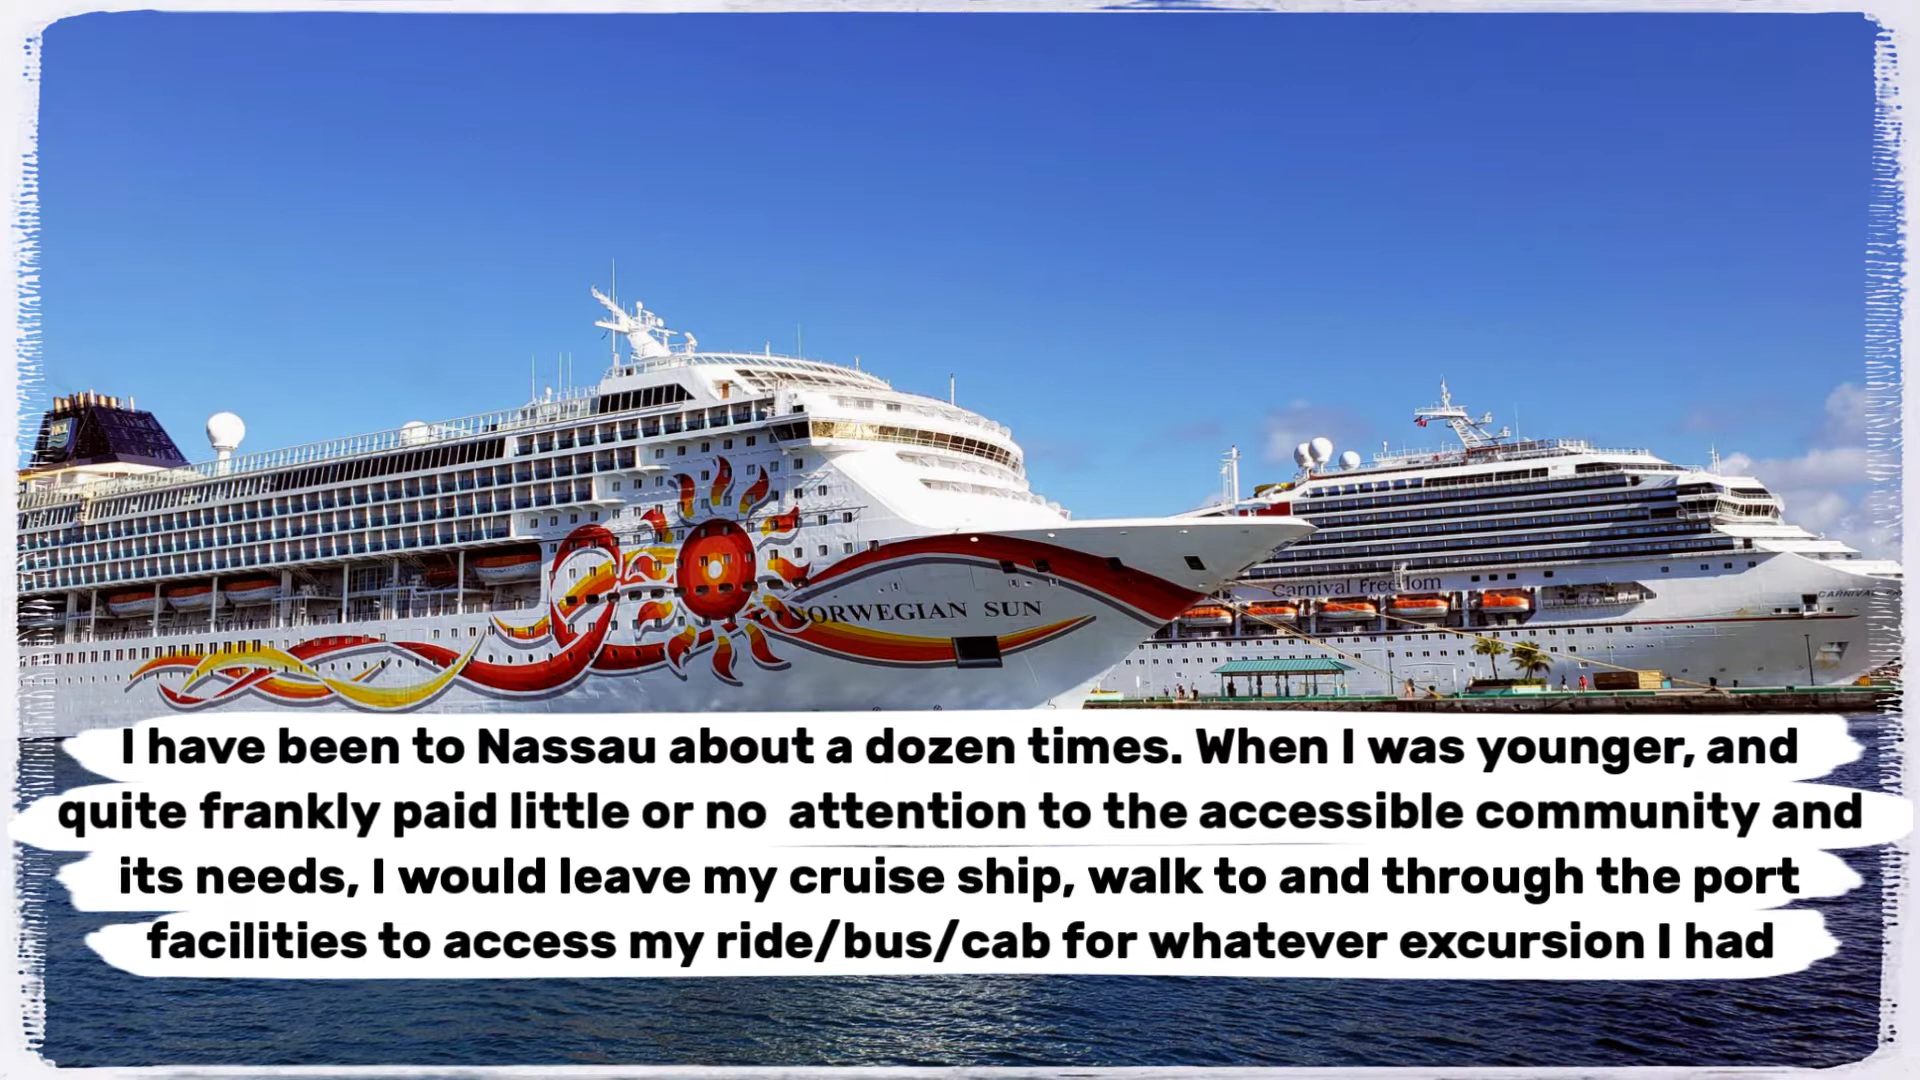 NCL
NORWEGIAN SUN
Carnival Freedom
CARNIVAL
I have been to Nassau about a dozen times. When I was younger, and
quite frankly paid little or no attention to the accessible community and
its needs, I would leave my cruise ship, walk to and through the port
facilities to access my ride/bus/cab for whatever excursion I had